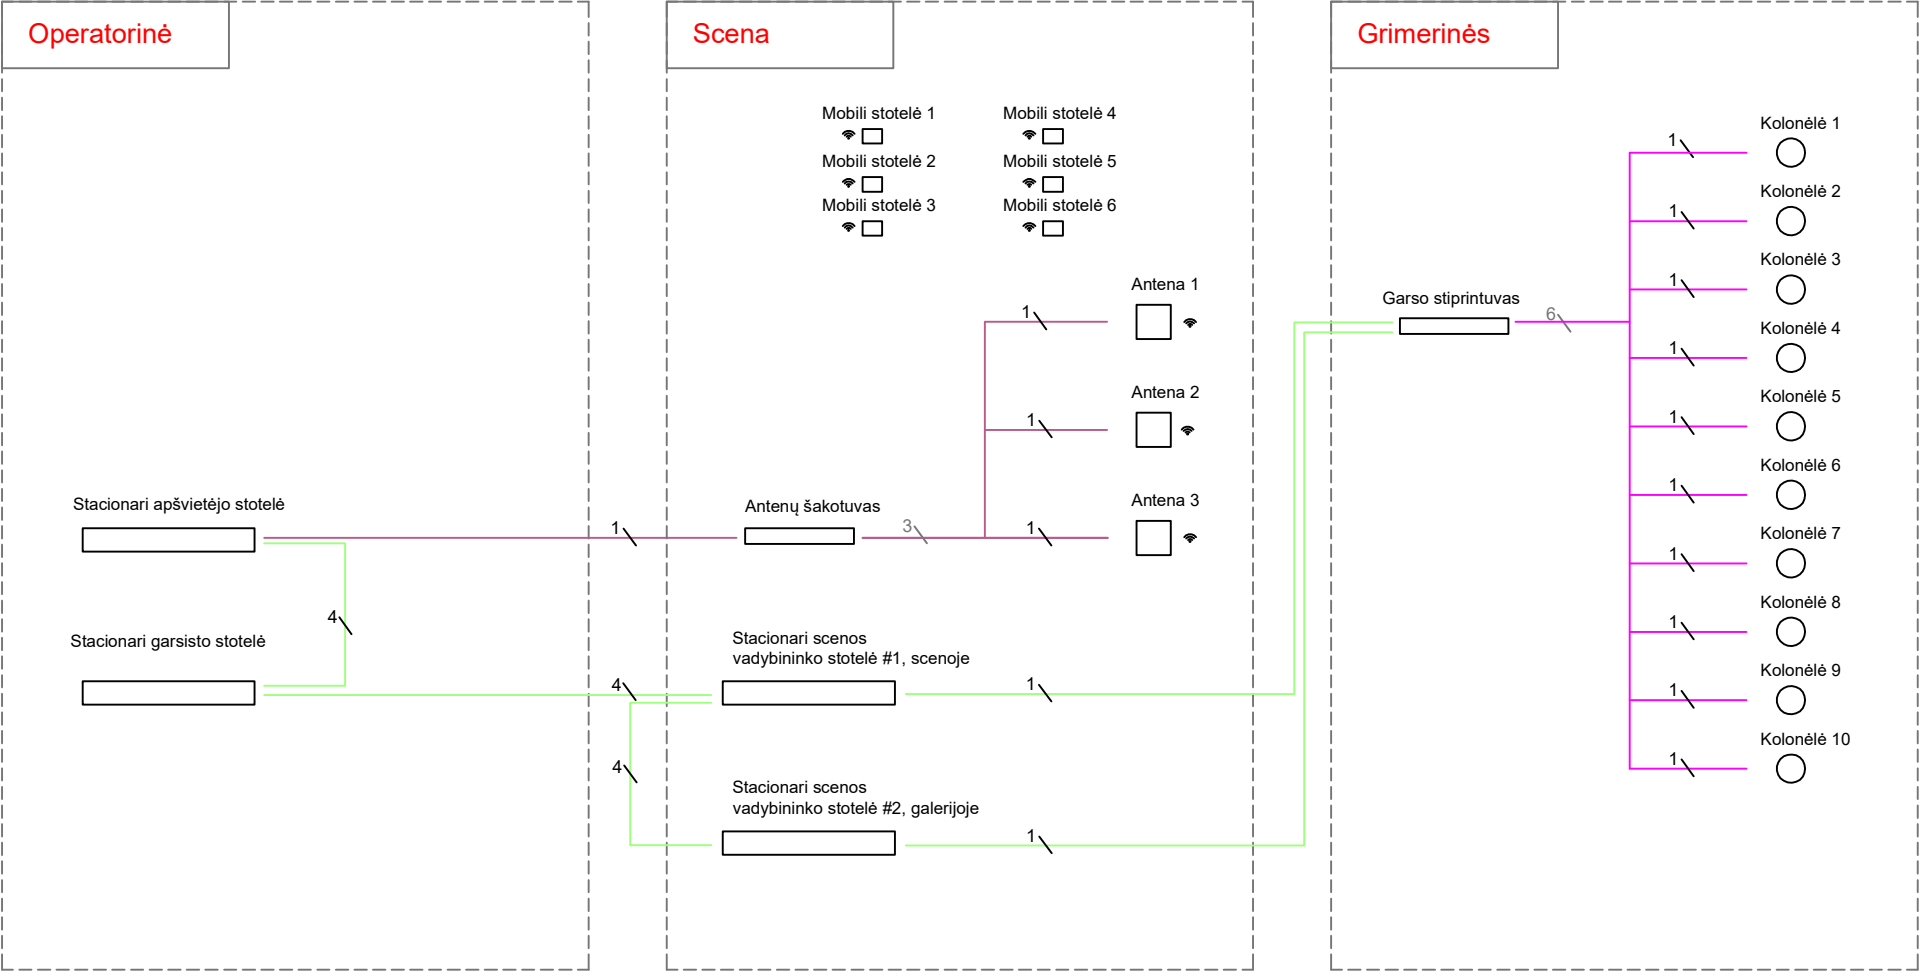 Operatorinė
Stacionari apšvietėjo stotelė
4
Stacionari garsisto stotelė
1
4
4
Scena
Mobili stotelė 1
Mobili stotelė 4
Mobili stotelė 2
Mobili stotelė 5
Mobili stotelė 3
Mobili stotelė 6
Antena 1
1
Antena 2
1
Antena 3
Antenų šakotuvas
3
1
Stacionari scenos
vadybininko stotelė #1, scenoje
1
Stacionari scenos
vadybininko stotelė #2, galerijoje
1
Grimerinės
Garso stiprintuvas
6
Kolonėlė 1
1
Kolonėlė 2
1
Kolonėlė 3
1
Kolonėlė 4
1
Kolonėlė 5
1
Kolonėlė 6
1
Kolonėlė 7
1
Kolonėlė 8
1
Kolonėlė 9
1
Kolonėlė 10
1